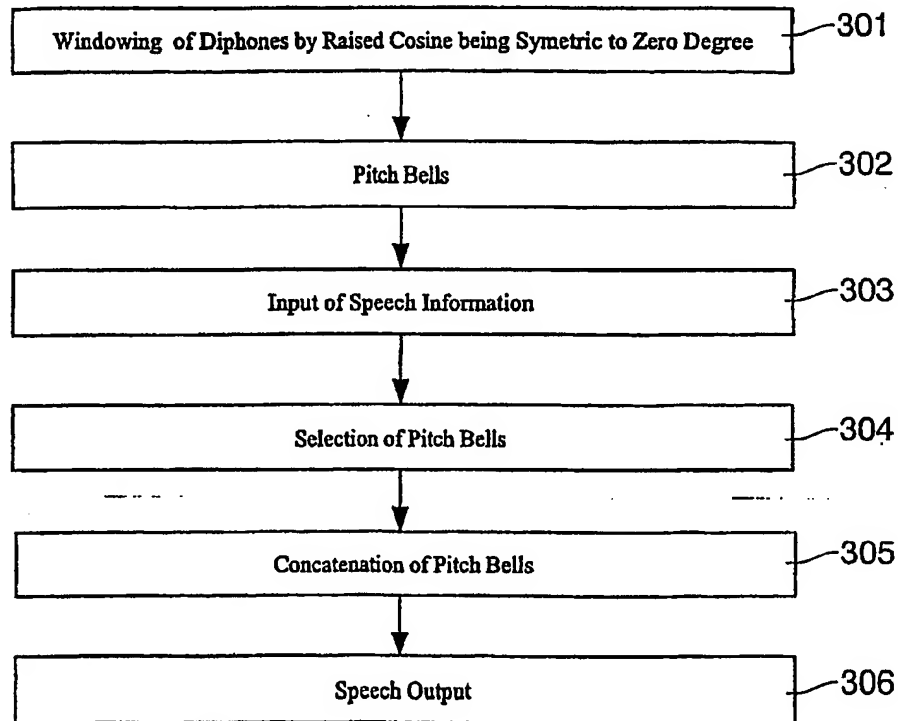 Windowing of Diphones by Raised Cosine being Symetric to Zero Degree
301
Pitch Bells
302
Input of Speech Information
303
Selection of Pitch Bells
304
Concatenation of Pitch Bells
305
Speech Output
306